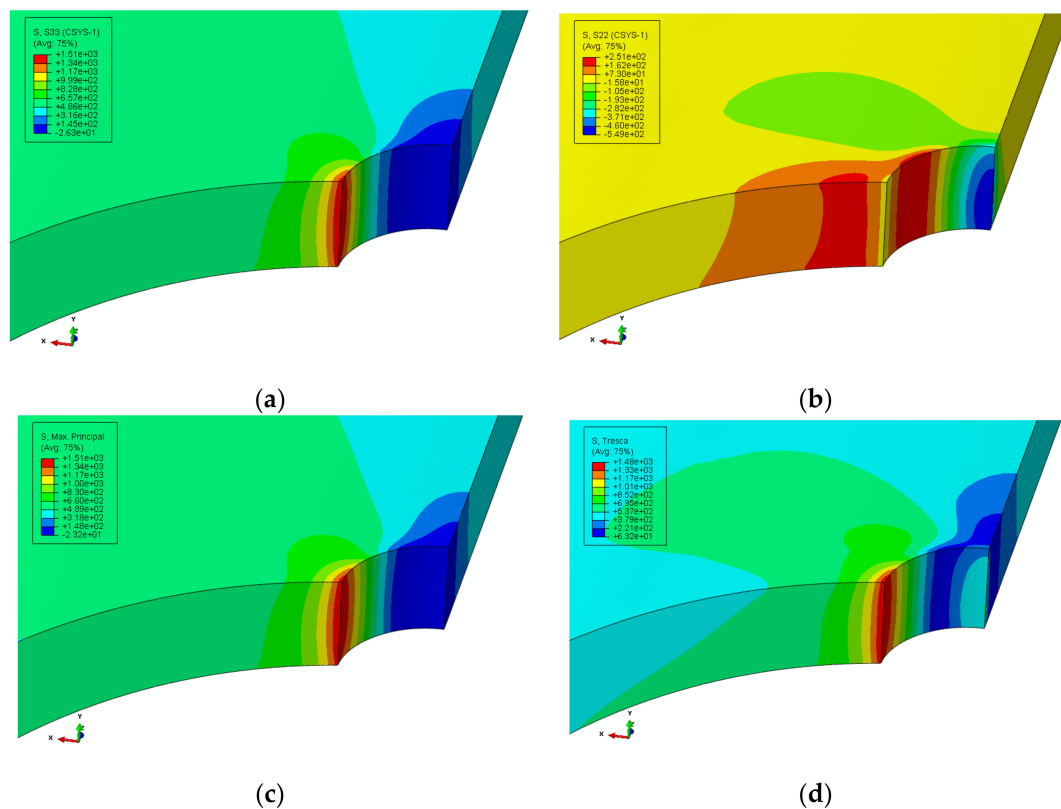 S, S33 (CSYS-1)
(Avg: 75%)
+1.51e+03
+1.34e+03
+1.17e+03
+9.99e+02
+8.28e+02
+6.57e+02
+4.86e+02
+3.16e+02
+1.45e+02
-2.63e+01
Y
Z
X
(a)
S, S22 (CSYS-1)
(Avg: 75%)
+2.51e+02
+1.62e+02
+7.30e+01
-1.58e+01
-1.05e+02
-1.93e+02
-2.82e+02
-3.71e+02
-4.60e+02
-5.49e+02
Y
Z
X
(b)
S, Max. Principal
(Avg: 75%)
+1.51e+03
+1.34e+03
+1.17e+03
+1.00e+03
+8.30e+02
+6.60e+02
+4.89e+02
+3.18e+02
+1.48e+02
-2.32e+01
Y
Z
X
(c)
S, Tresca
(Avg: 75%)
+1.48e+03
+1.33e+03
+1.17e+03
+1.01e+03
+8.52e+02
+6.95e+02
+5.37e+02
+3.79e+02
+2.21e+02
+6.32e+01
Y
Z
X
(d)